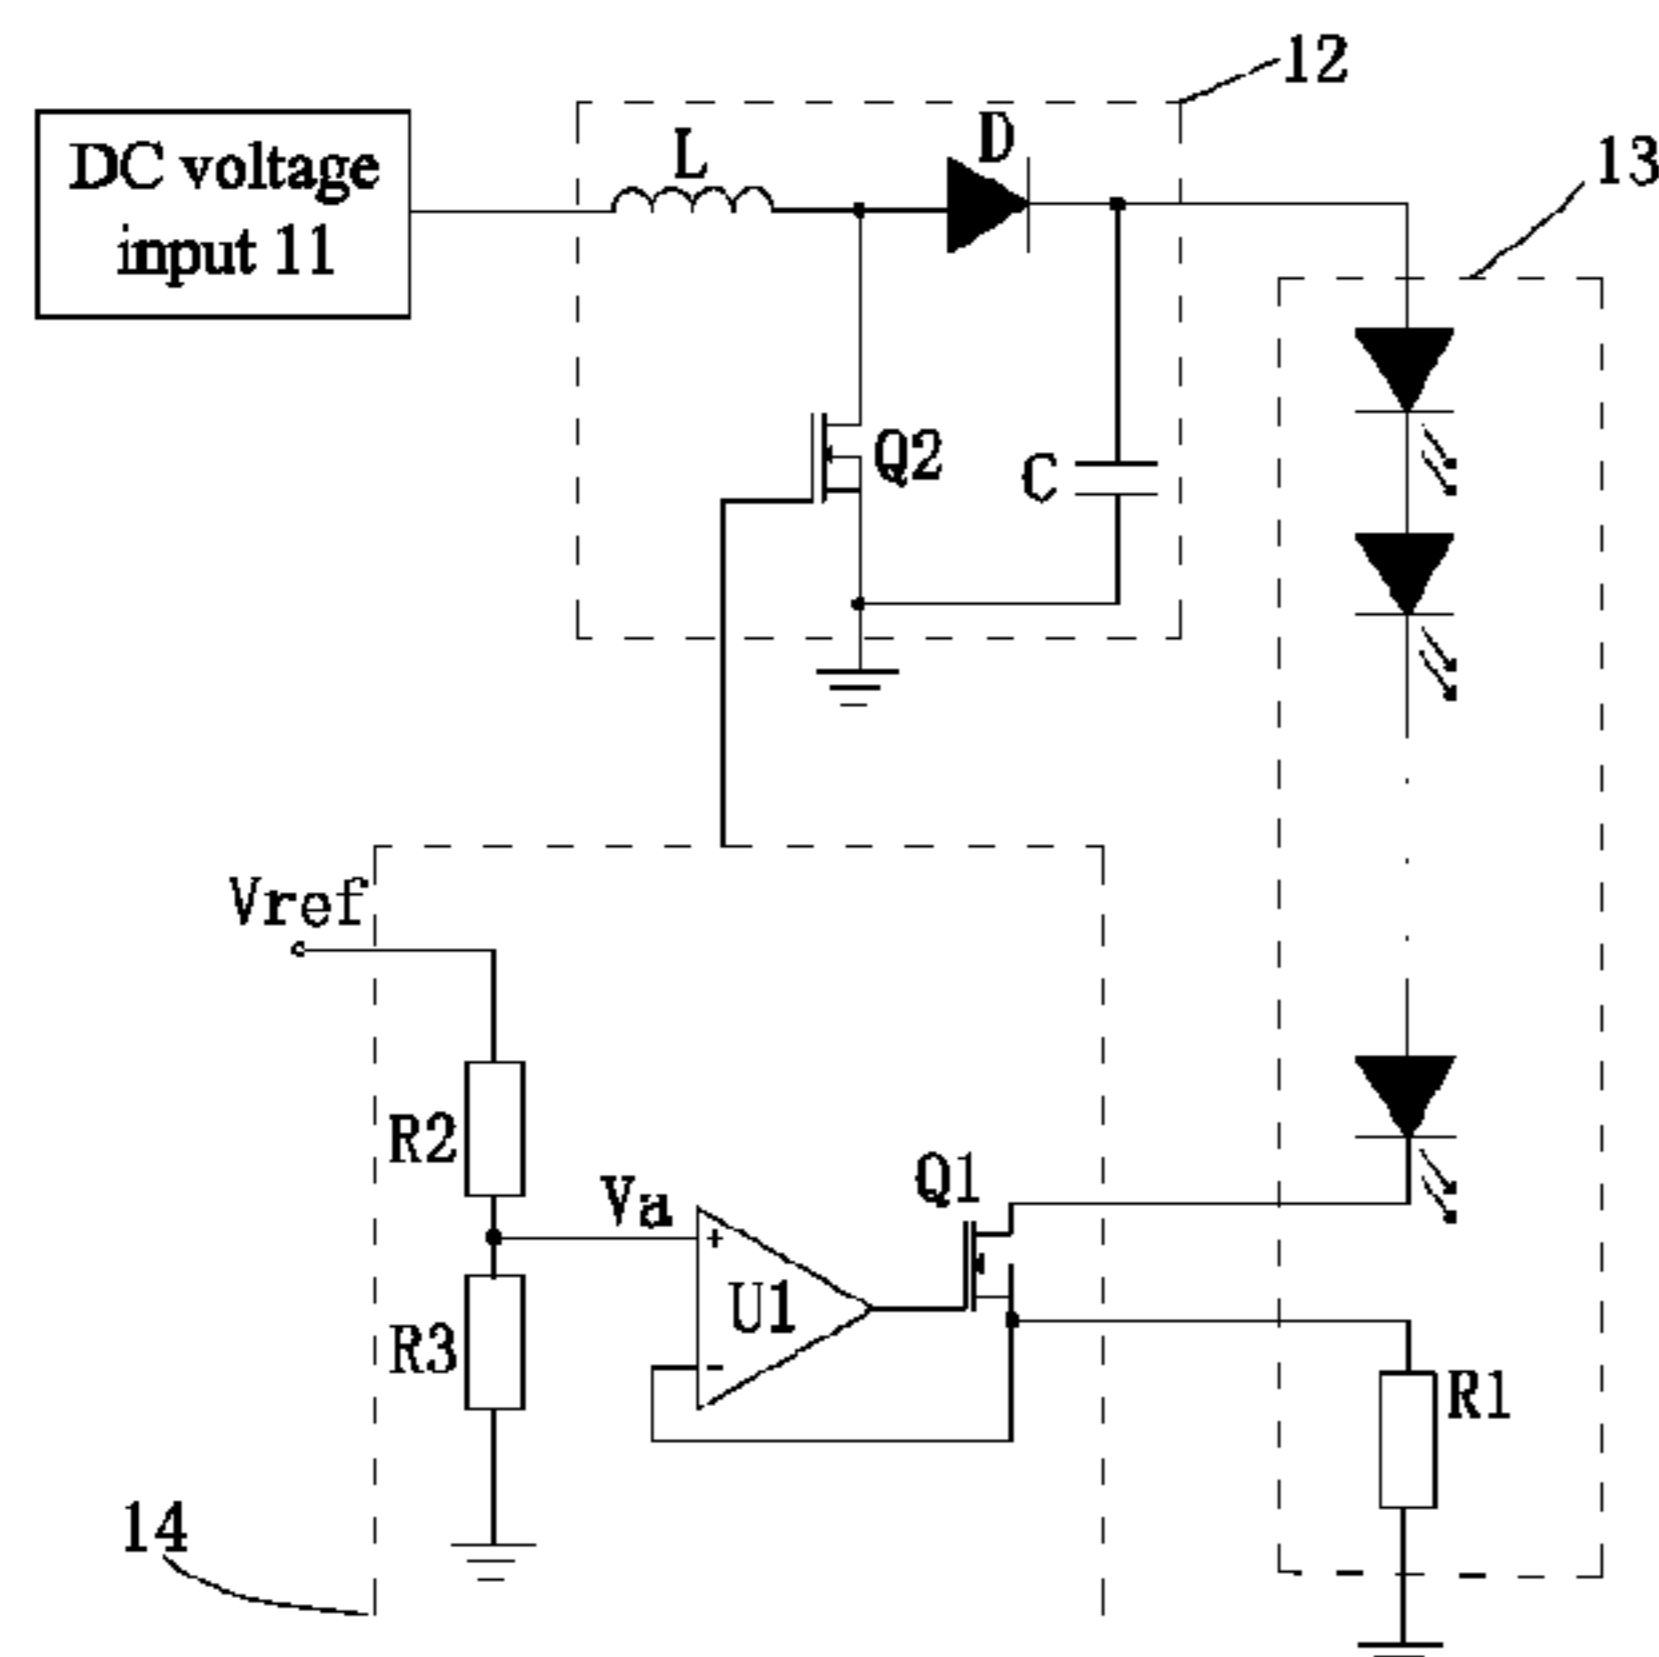 12
DC voltage
input 11
L
D
13
Q2
C
Vref
R2
Va
Q1
+
U1
R3
-
R1
14